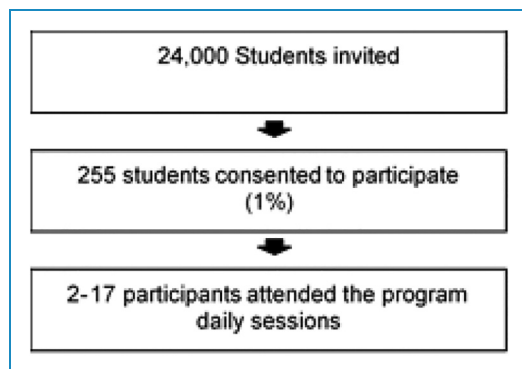 24,000 Students invited
255 students consented to participate
(1%)
2-17 participants attended the program
daily sessions